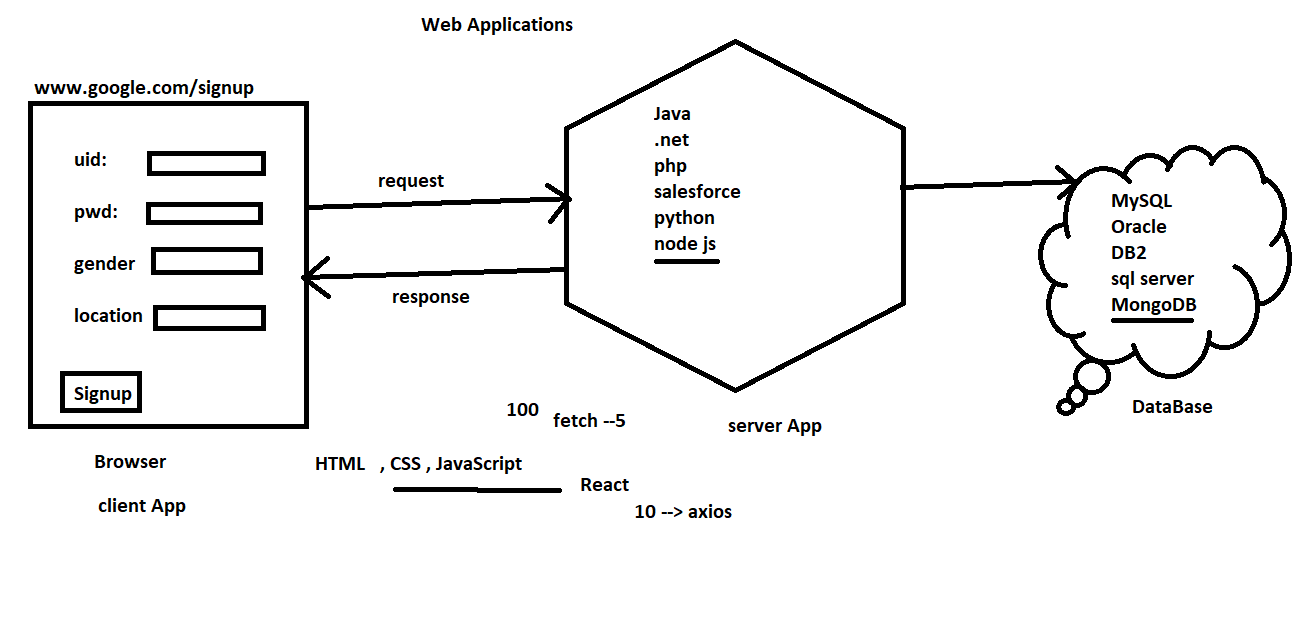 Web Applications
www.google.com/signup
uid:
pwd:
gender
location
Signup
Browser
client App
request
response
Java
.net
php
salesforce
python
node js
server App
MySQL
Oracle
DB2
sql server
MongoDB
DataBase
100
fetch --5
HTML , CSS , JavaScript
React
10 --> axios